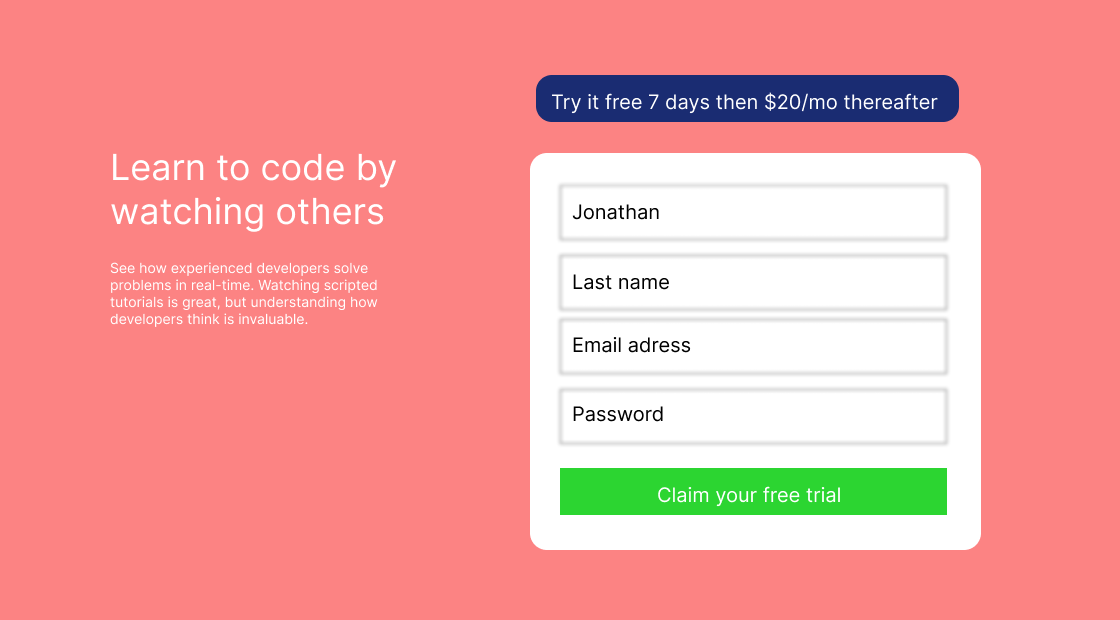 Try it free 7 days then $20/mo thereafter
Learn to code by
watching others
See how experienced developers solve
problems in real-time. Watching scripted
tutorials is great, but understanding how
developers think is invaluable.
Jonathan
Last name
Email adress
Password
Claim your free trial